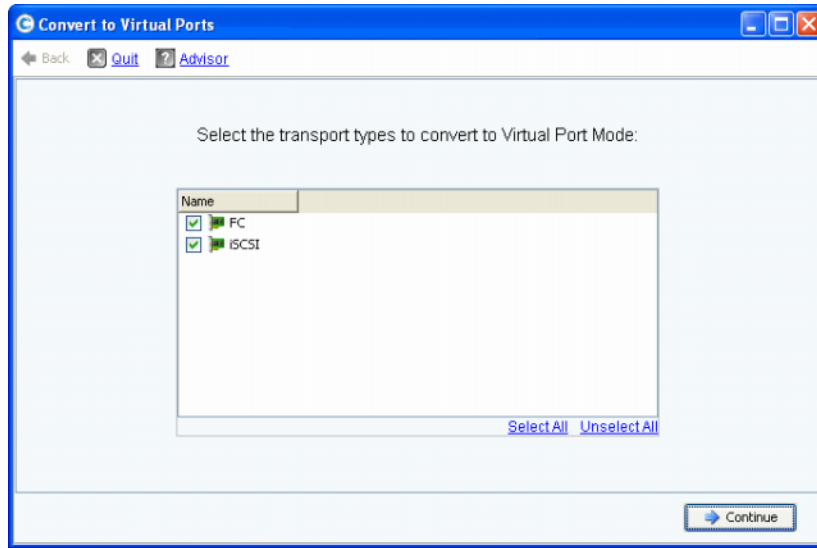 Convert to Virtual Ports
Back Quit Advisor
Select the transport types to convert to Virtual Port Mode:
Name
FC
iSCSI
Select All Unselect All
Continue